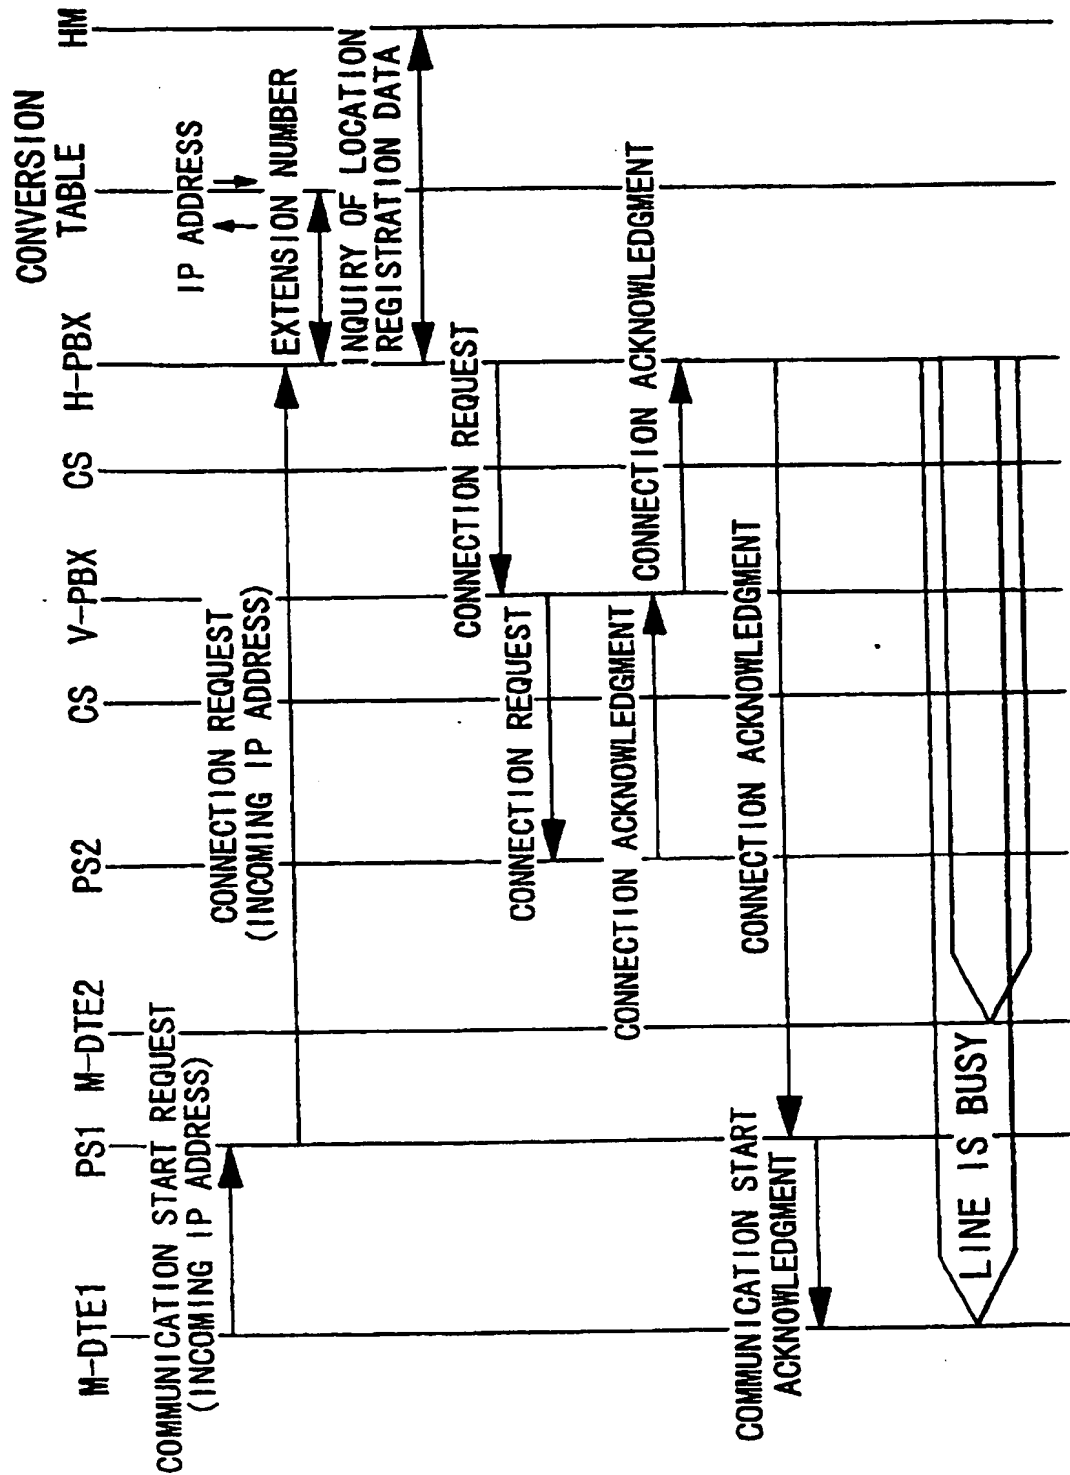 M-DTE1
PS1
M-DTE2
PS2
CS
V-PBX
CS
H-PBX
CONVERSION
TABLE
HM
COMMUNICATION START REQUEST
(INCOMING IP ADDRESS)
CONNECTION REQUEST
(INCOMING IP ADDRESS)
IP ADDRESS
EXTENSION NUMBER
INQUIRY OF LOCATION
REGISTRATION DATA
CONNECTION REQUEST
CONNECTION REQUEST
CONNECTION ACKNOWLEDGMENT
CONNECTION ACKNOWLEDGMENT
CONNECTION ACKNOWLEDGMENT
COMMUNICATION START
ACKNOWLEDGMENT
LINE IS BUSY